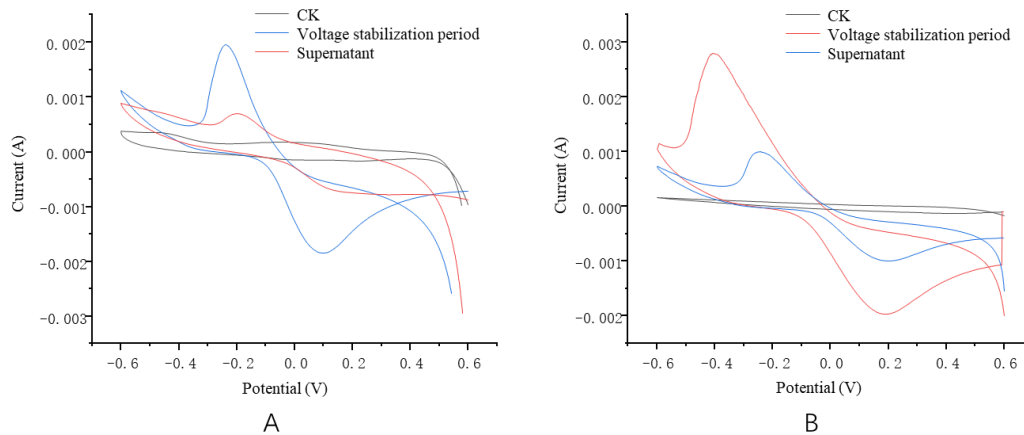 CK
Voltage stabilization period
Supernatant
0.002
0.001
0.000
-0.001
-0.002
-0.003
Current (A)
-0.6
-0.4
-0.2
0.0
0.2
0.4
0.6
Potential (V)
A
CK
Voltage stabilization period
Supernatant
0.003
0.002
0.001
0.000
-0.001
-0.002
Current (A)
-0.6
-0.4
-0.2
0.0
0.2
0.4
0.6
Potential (V)
B